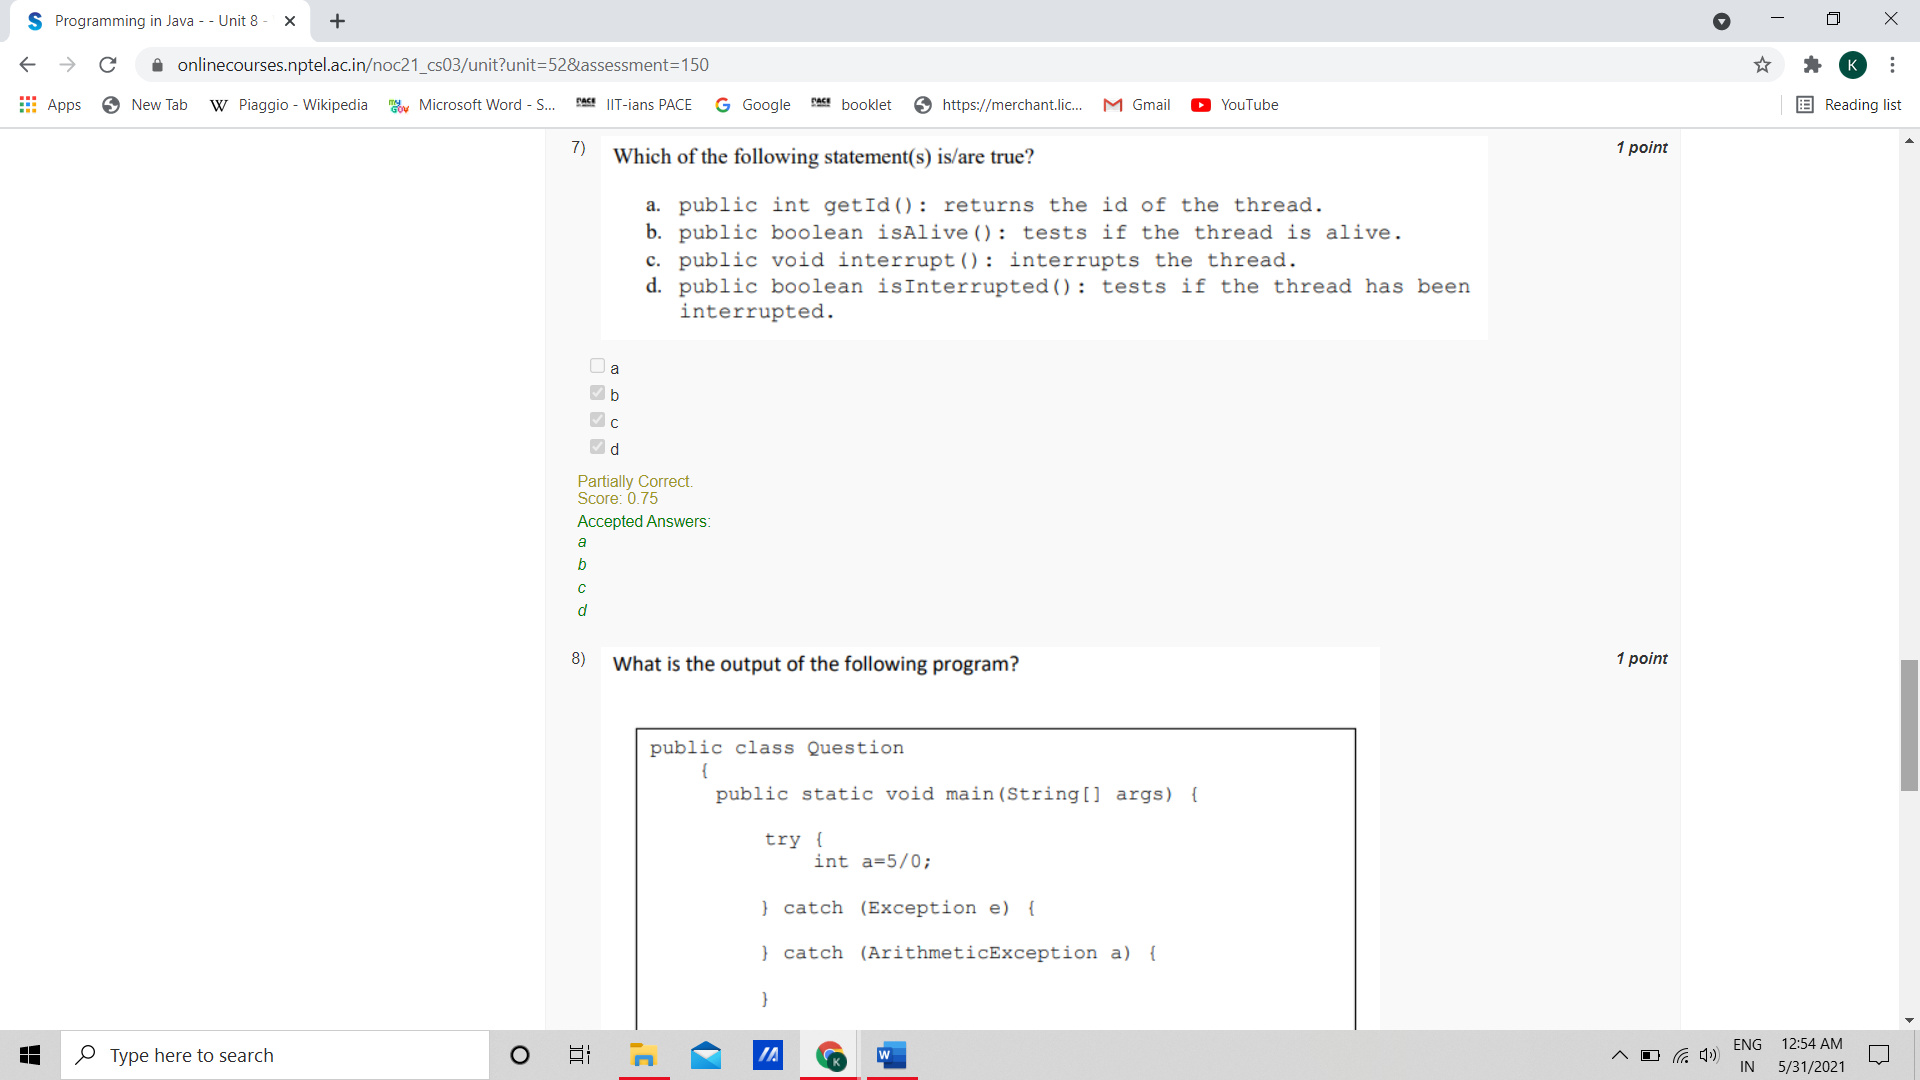 Programming in Java - - Unit 8 -
onlinecourses.nptel.ac.in/noc21_cs03/unit?unit=52&assessment=150
K
Apps
New Tab
W Piaggio - Wikipedia
Microsoft Word - S...
PACE IIT-ians PACE
G Google
PACE booklet
https://merchant.lic...
M Gmail
YouTube
Reading list
7) Which of the following statement(s) is/are true? 1 point
a. public int getId(): returns the id of the thread.
b. public boolean isAlive(): tests if the thread is alive.
c. public void interrupt(): interrupts the thread.
d. public boolean isInterrupted(): tests if the thread has been
interrupted.
a
b
c
d
Partially Correct.
Score: 0.75
Accepted Answers:
a
b
c
d
8) What is the output of the following program? 1 point
public class Question
{
public static void main(String[] args) {
try {
int a=5/0;
} catch (Exception e) {
} catch (ArithmeticException a) {
}
Type here to search
K
W
ENG
IN
12:54 AM
5/31/2021